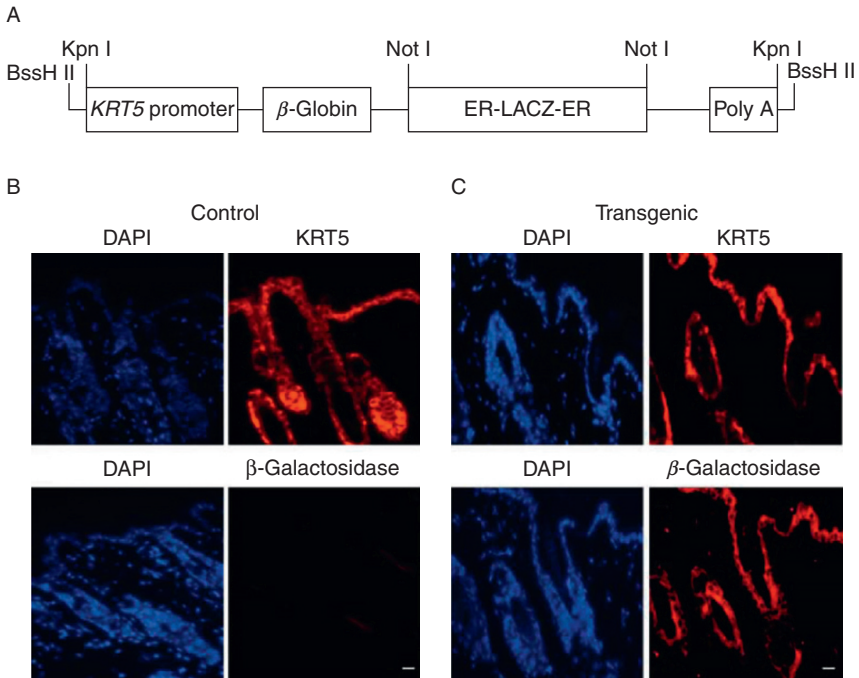 A
Kpn I
Not I
Not I
Kpn I
BssH II
BssH II
KRT5 promoter
β-Globin
ER-LACZ-ER
Poly A
B
C
Control
Transgenic
DAPI
KRT5
DAPI
KRT5
DAPI
β-Galactosidase
DAPI
β-Galactosidase